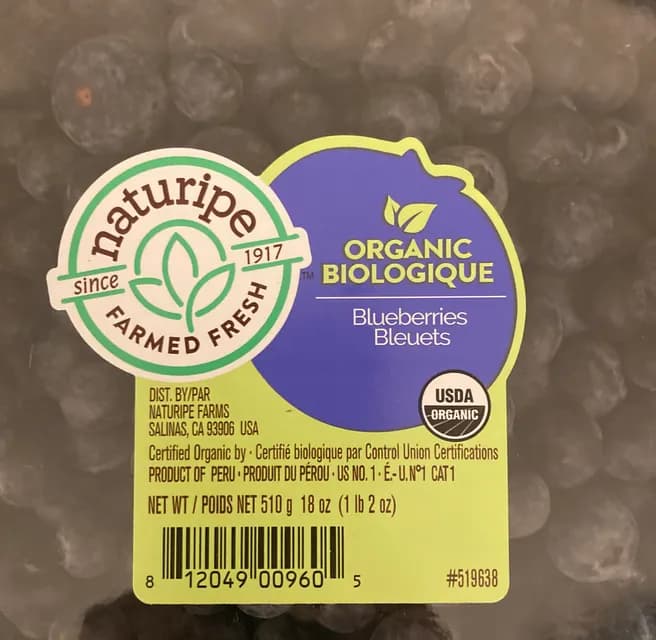 naturipe
since 1917
FARMED FRESH
™
ORGANIC
BIOLOGIQUE
Blueberries
Bleuets
USDA
ORGANIC
DIST. BY/PAR
NATURIPE FARMS
SALINAS, CA 93906 USA
Certified Organic by · Certifié biologique par Control Union Certifications
PRODUCT OF PERU · PRODUIT DU PÉROU · US NO. 1 · É.-U. Nº1 CAT 1
NET WT / POIDS NET 510 g 18 oz (1 lb 2 oz)
8 12049 00960 5
#519638